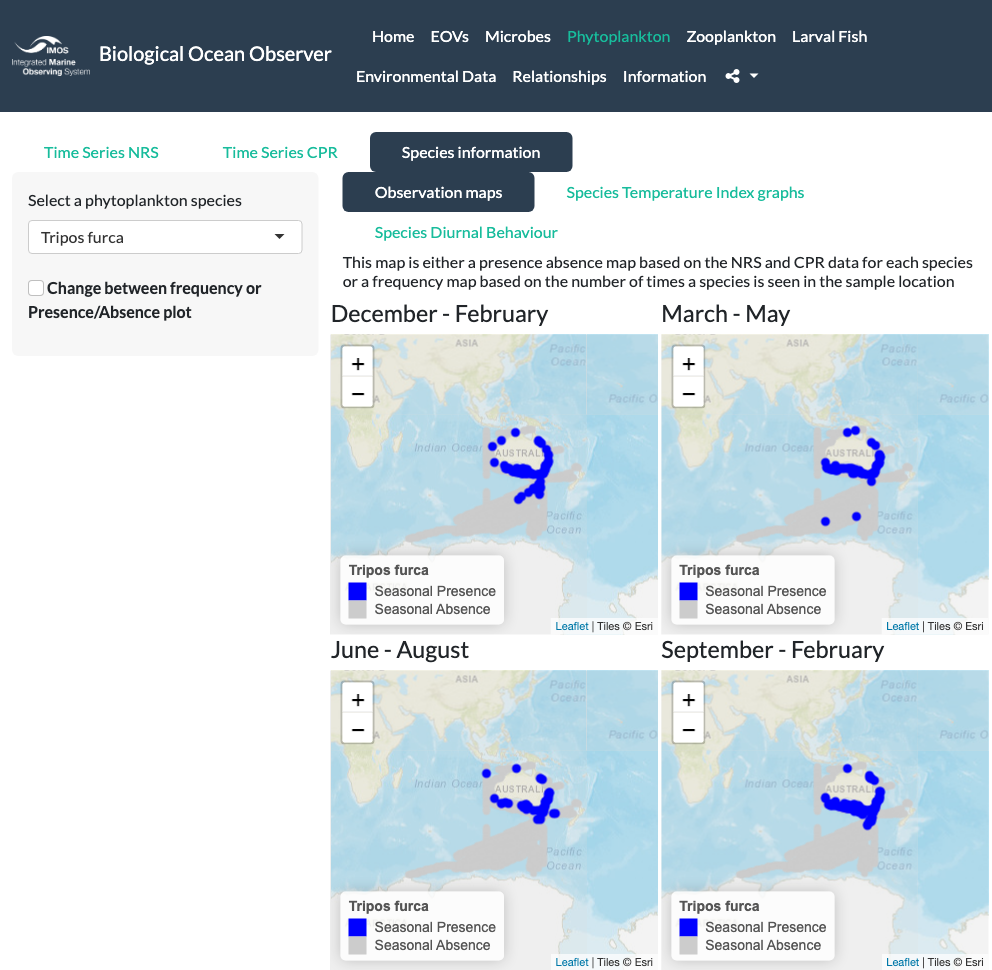 IMOS
Integrated Marine
Observing System
Biological Ocean Observer
Home EOVs Microbes Phytoplankton Zooplankton Larval Fish
Environmental Data Relationships Information
Time Series NRS Time Series CPR Species information
Select a phytoplankton species
Tripos furca
Change between frequency or
Presence/Absence plot
Observation maps Species Temperature Index graphs
Species Diurnal Behaviour
This map is either a presence absence map based on the NRS and CPR data for each species
or a frequency map based on the number of times a species is seen in the sample location
December - February
+
−
ASIA
Pacific
Ocean
Pacific O
Indian Ocean
AUSTRAL
Pacific
Ocean
Tripos furca
Seasonal Presence
Seasonal Absence
Leaflet | Tiles © Esri
March - May
+
−
ASIA
Pacific
Ocean
Pacific O
Indian Ocean
AUSTRAL
Pacific
Ocean
Tripos furca
Seasonal Presence
Seasonal Absence
Leaflet | Tiles © Esri
June - August
+
−
ASIA
Pacific
Ocean
Pacific O
Indian Ocean
AUSTRALI
Pacific
Ocean
Tripos furca
Seasonal Presence
Seasonal Absence
Leaflet | Tiles © Esri
September - February
+
−
ASIA
Pacific
Ocean
Pacific O
Indian Ocean
AUSTRAL
Pacific
Ocean
Tripos furca
Seasonal Presence
Seasonal Absence
Leaflet | Tiles © Esri